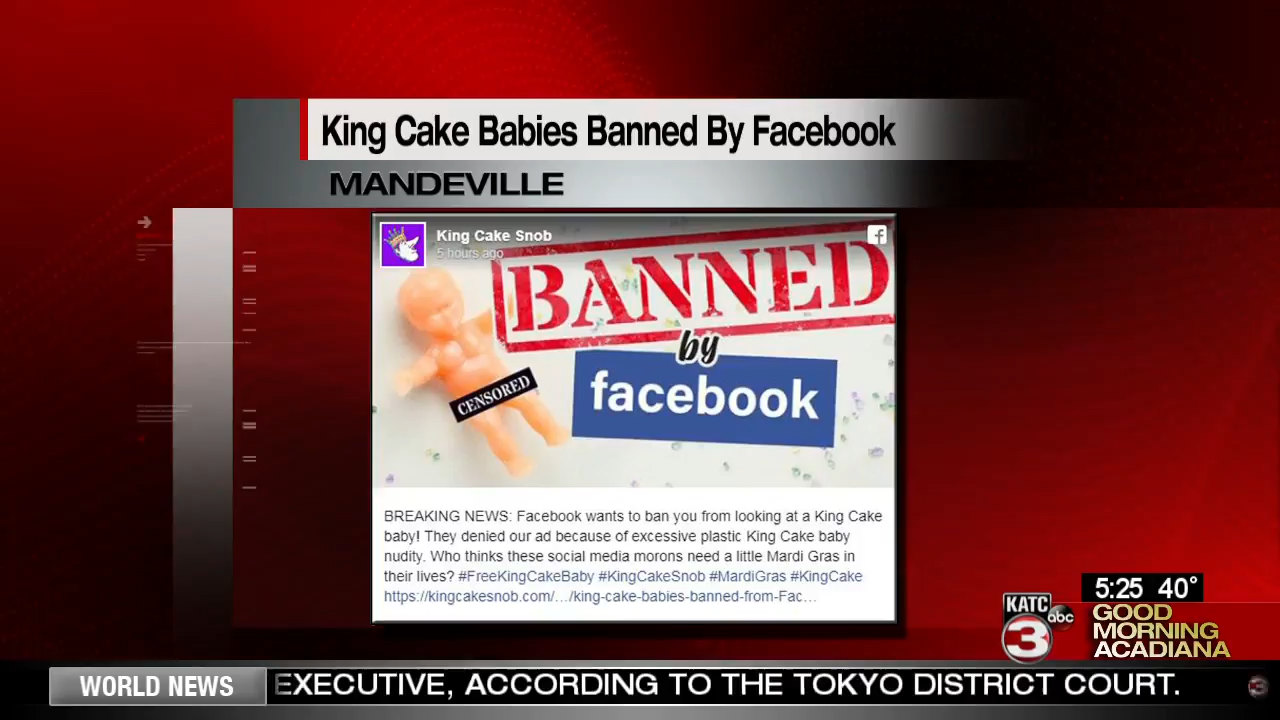 King Cake Babies Banned By Facebook
MANDEVILLE
King Cake Snob
5 hours ago
BANNED
by
facebook
CENSORED
BREAKING NEWS: Facebook wants to ban you from looking at a King Cake
baby! They denied our ad because of excessive plastic King Cake baby
nudity. Who thinks these social media morons need a little Mardi Gras in
their lives? #FreeKingCakeBaby #KingCakeSnob #MardiGras #KingCake
https://kingcakesnob.com/…/king-cake-babies-banned-from-Fac…
5:25 40°
KATC
3
abc
GOOD
MORNING
ACADIANA
WORLD NEWS
EXECUTIVE, ACCORDING TO THE TOKYO DISTRICT COURT.
3